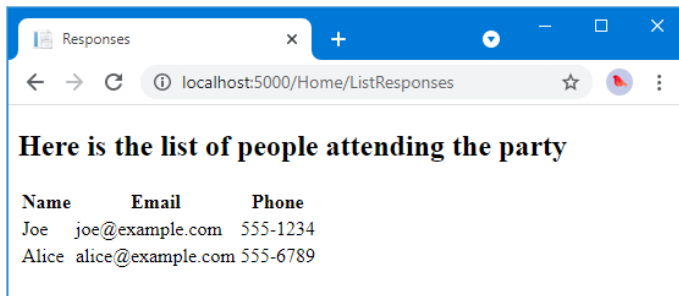 Responses
localhost:5000/Home/ListResponses
Here is the list of people attending the party
Name Email Phone
Joe joe@example.com 555-1234
Alice alice@example.com 555-6789